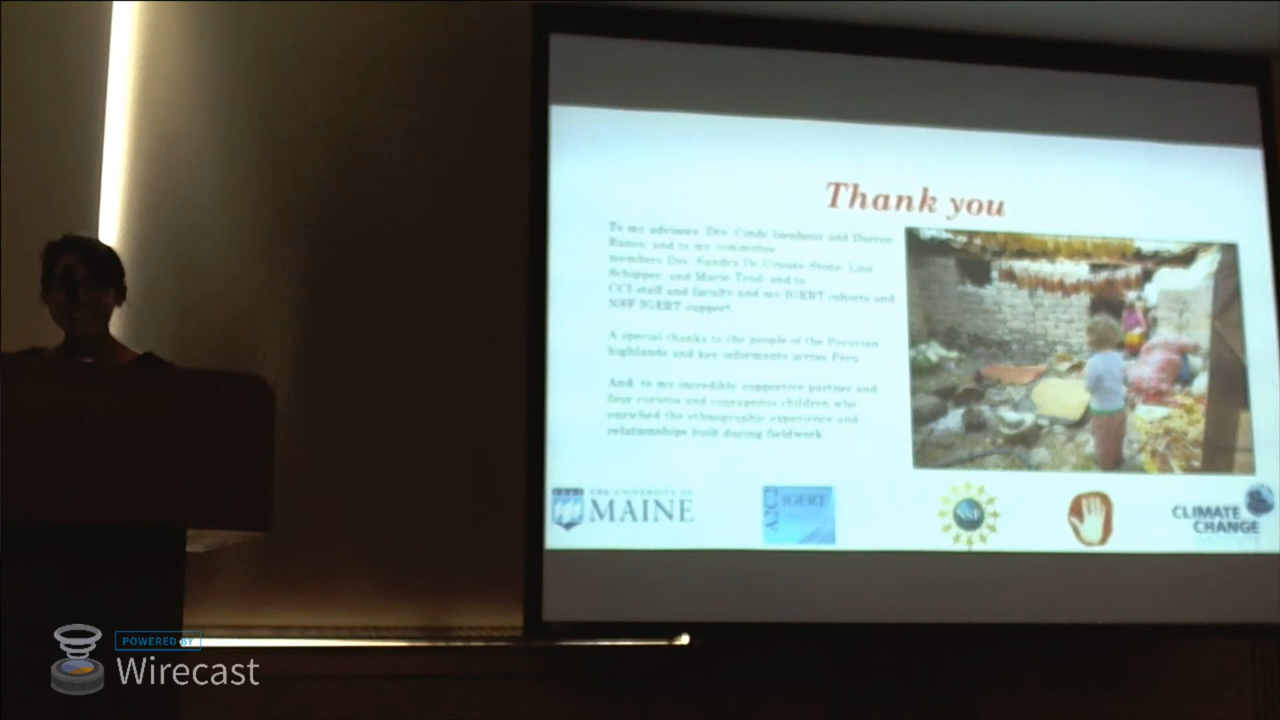 Thank you
To my advisors, Drs. Cindy Isenhour and Darren
Ranco, and to my committee
members Drs. Sandra De Urioste-Stone, Lisa
Schipper, and Mario Teisl, and to
CCI staff and faculty and my IGERT cohorts and
NSF IGERT support.
A special thanks to the people of the Peruvian
highlands and key informants across Peru
And, to my incredibly supportive partner and
four curious and courageous children who
enriched the ethnographic experience and
relationships built during fieldwork
THE UNIVERSITY OF
MAINE
A2C2
IGERT
NSF
CLIMATE
CHANGE
POWERED BY
Wirecast